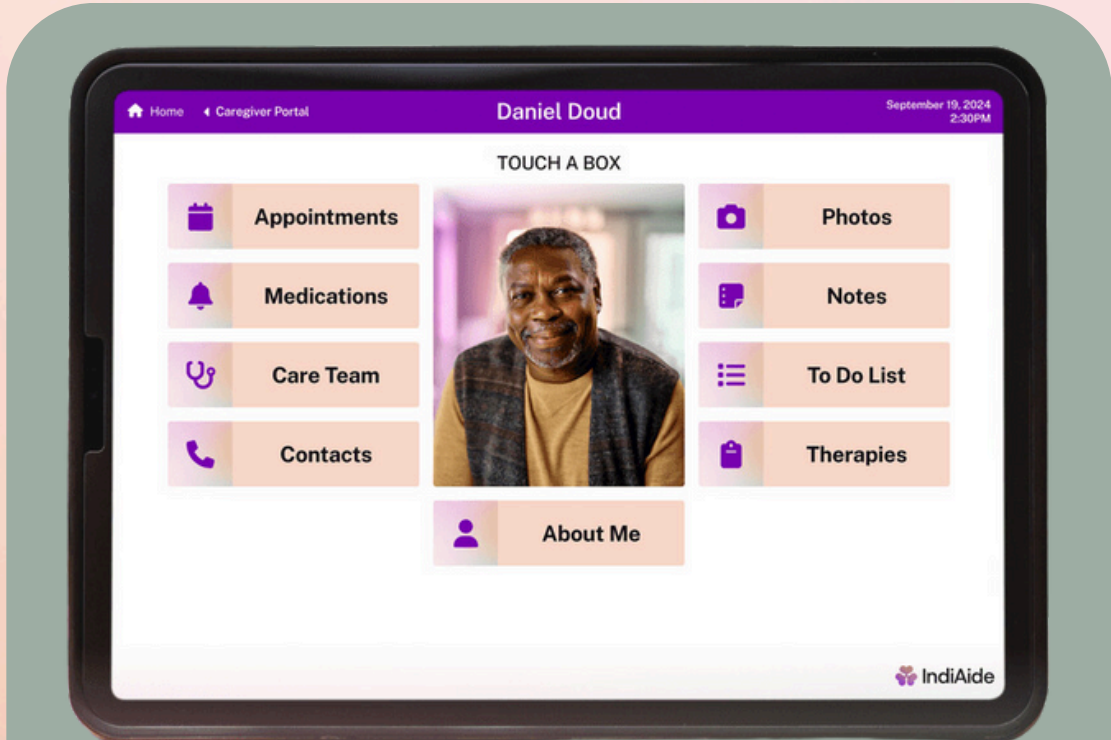 Home
Caregiver Portal
Daniel Doud
September 19, 2024
2:30PM
TOUCH A BOX
Appointments
Medications
Care Team
Contacts
Photos
Notes
To Do List
Therapies
About Me
IndiAide